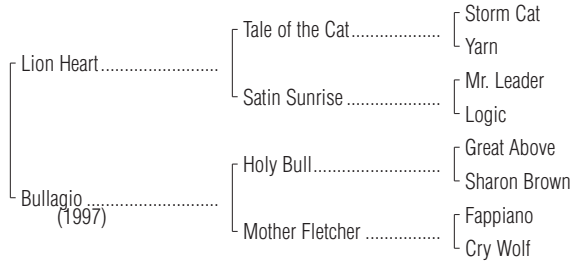 Storm Cat
Tale of the Cat....................
Yarn
Lion Heart..........................
Mr. Leader
Satin Sunrise .....................
Logic
Great Above
Holy Bull............................
Sharon Brown
Bullagio .............................
(1997)
Fappiano
Mother Fletcher .................
Cry Wolf